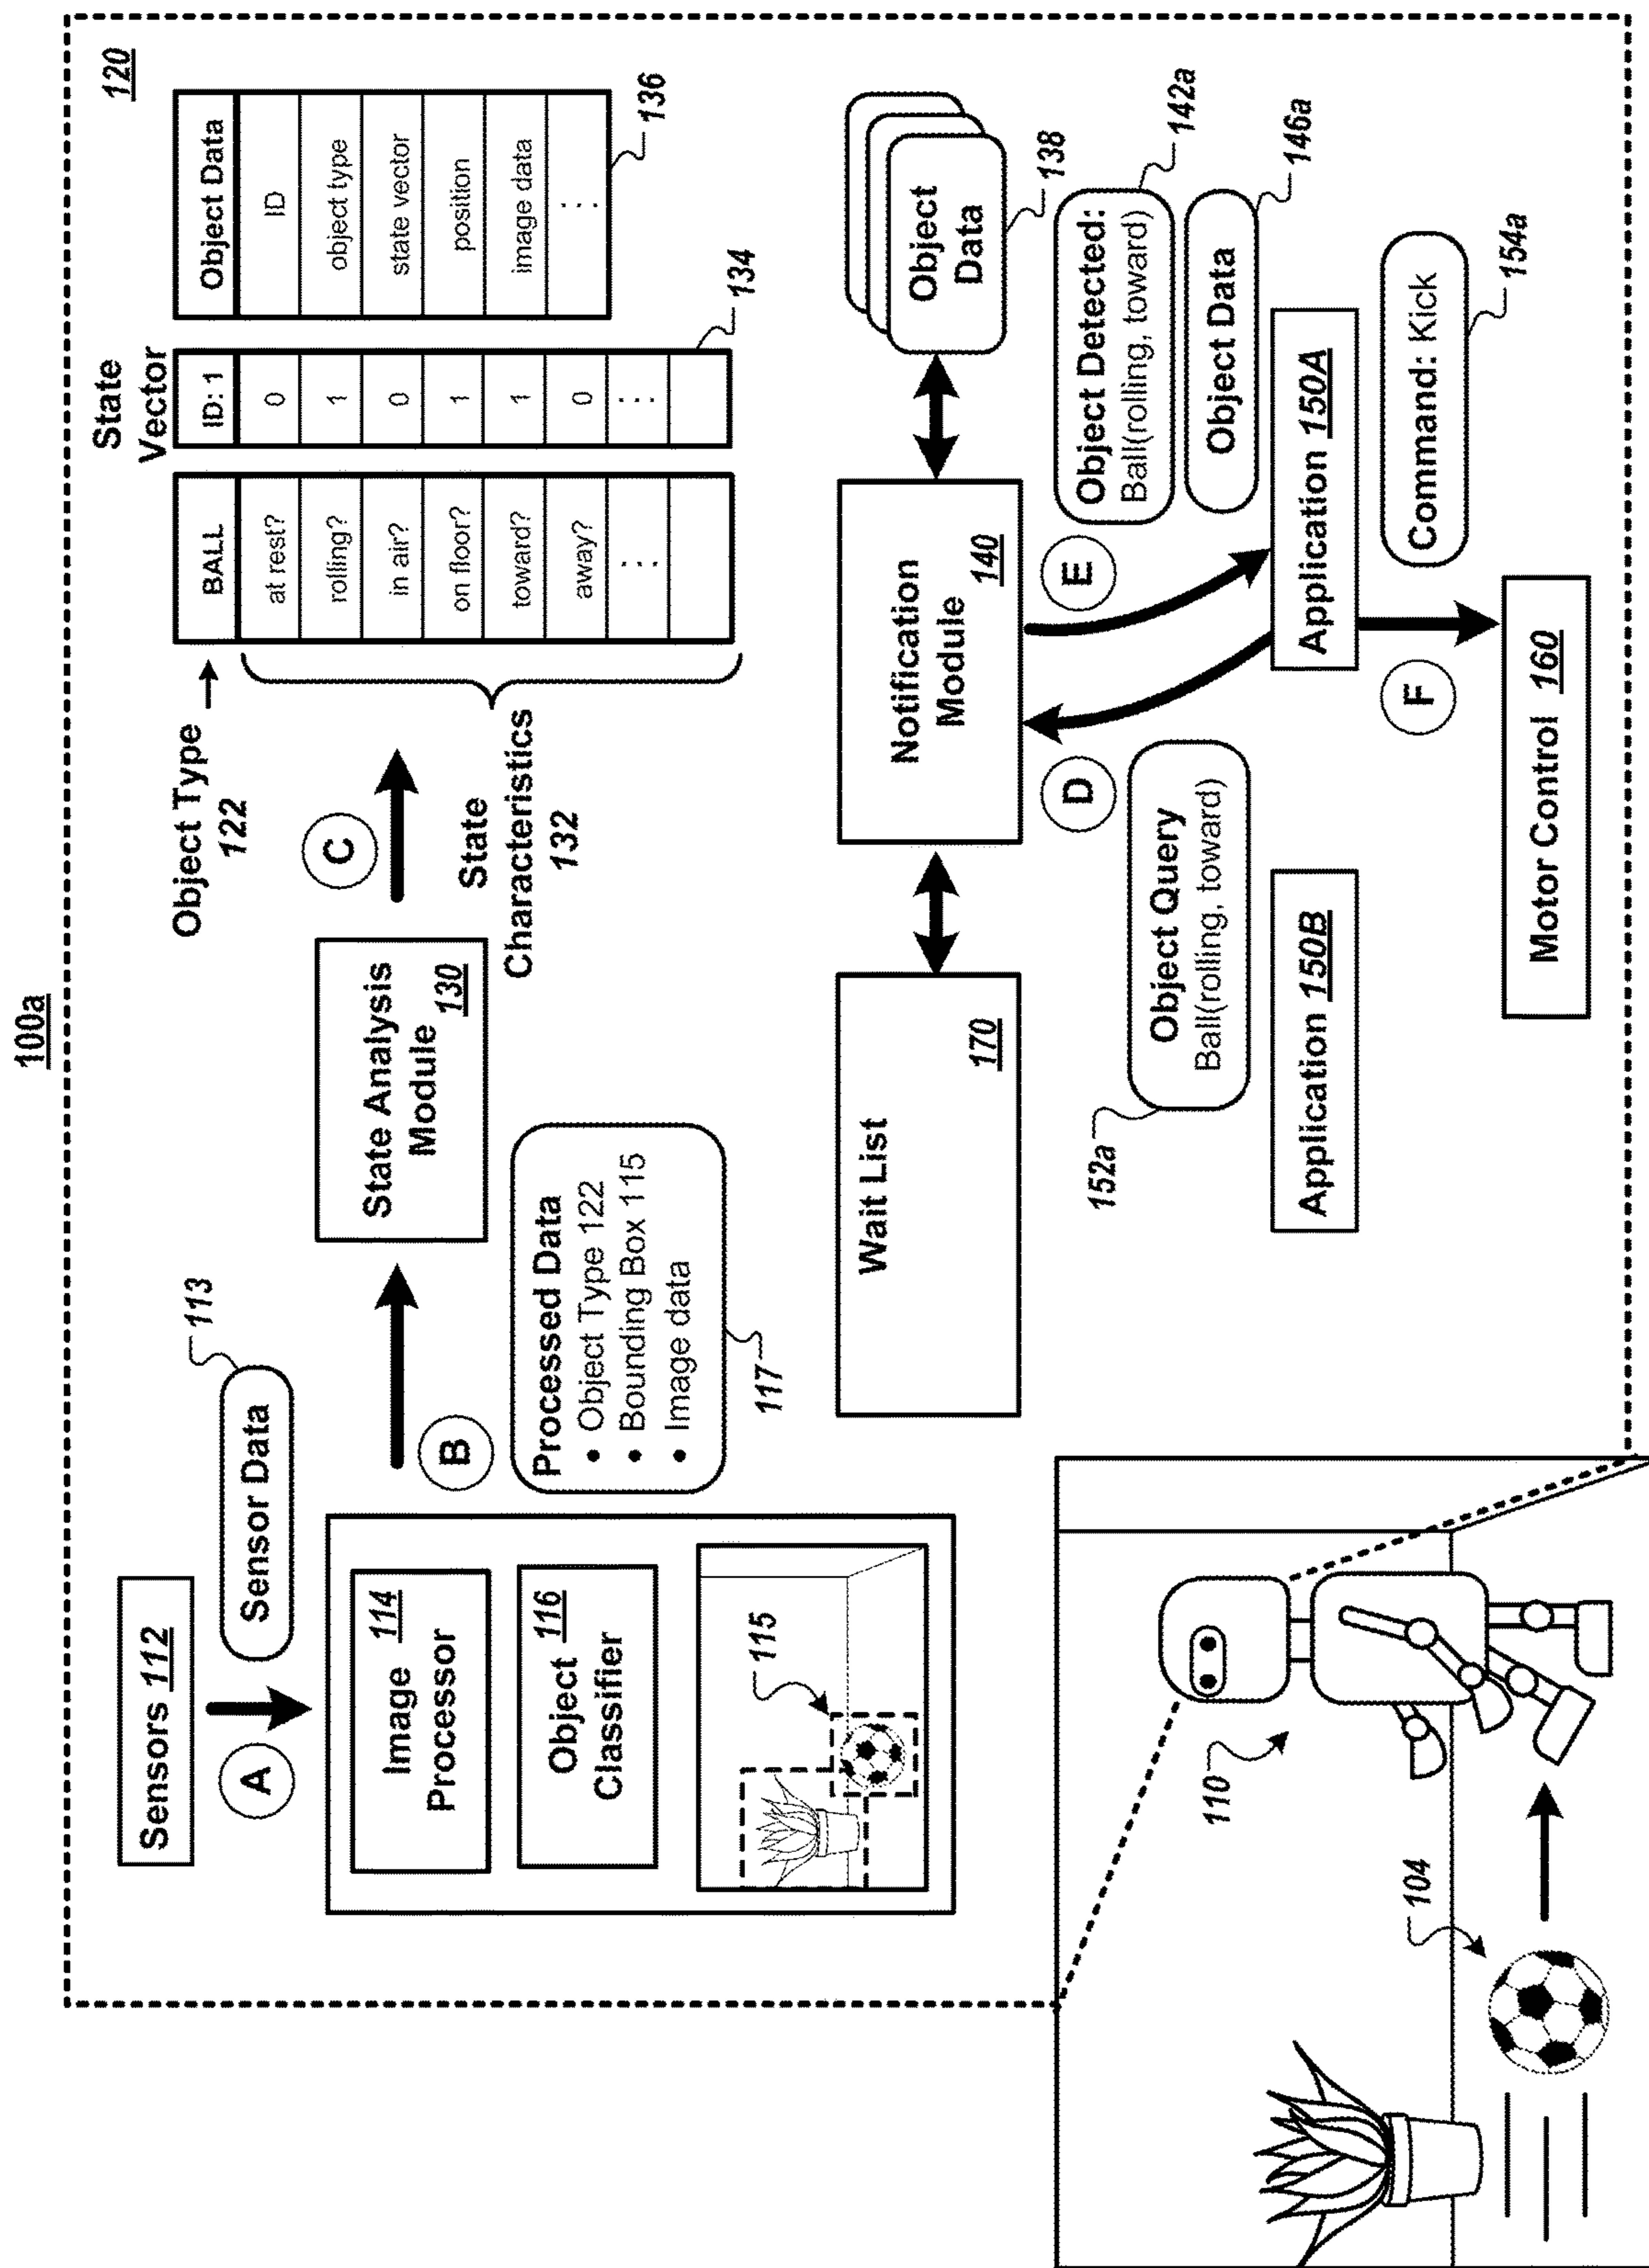 100a
120
Sensors 112
A
Sensor Data
113
Image
Processor
114
Object
Classifier
116
115
B
Processed Data
• Object Type 122
• Bounding Box 115
• Image data
117
State Analysis
Module
130
C
Object Type
122
State
Characteristics
132
BALL
at rest?
rolling?
in air?
on floor?
toward?
away?
...
State
Vector
ID: 1
0
1
0
1
1
0
...
134
Object Data
ID
object type
state vector
position
image data
...
136
Wait List
170
Notification
Module
140
Object
Data
138
D
Object Query
Ball(rolling, toward)
152a
E
Object Detected:
Ball(rolling, toward)
142a
Object Data
146a
Application 150B
Application 150A
F
Command: Kick
154a
Motor Control 160
110
104